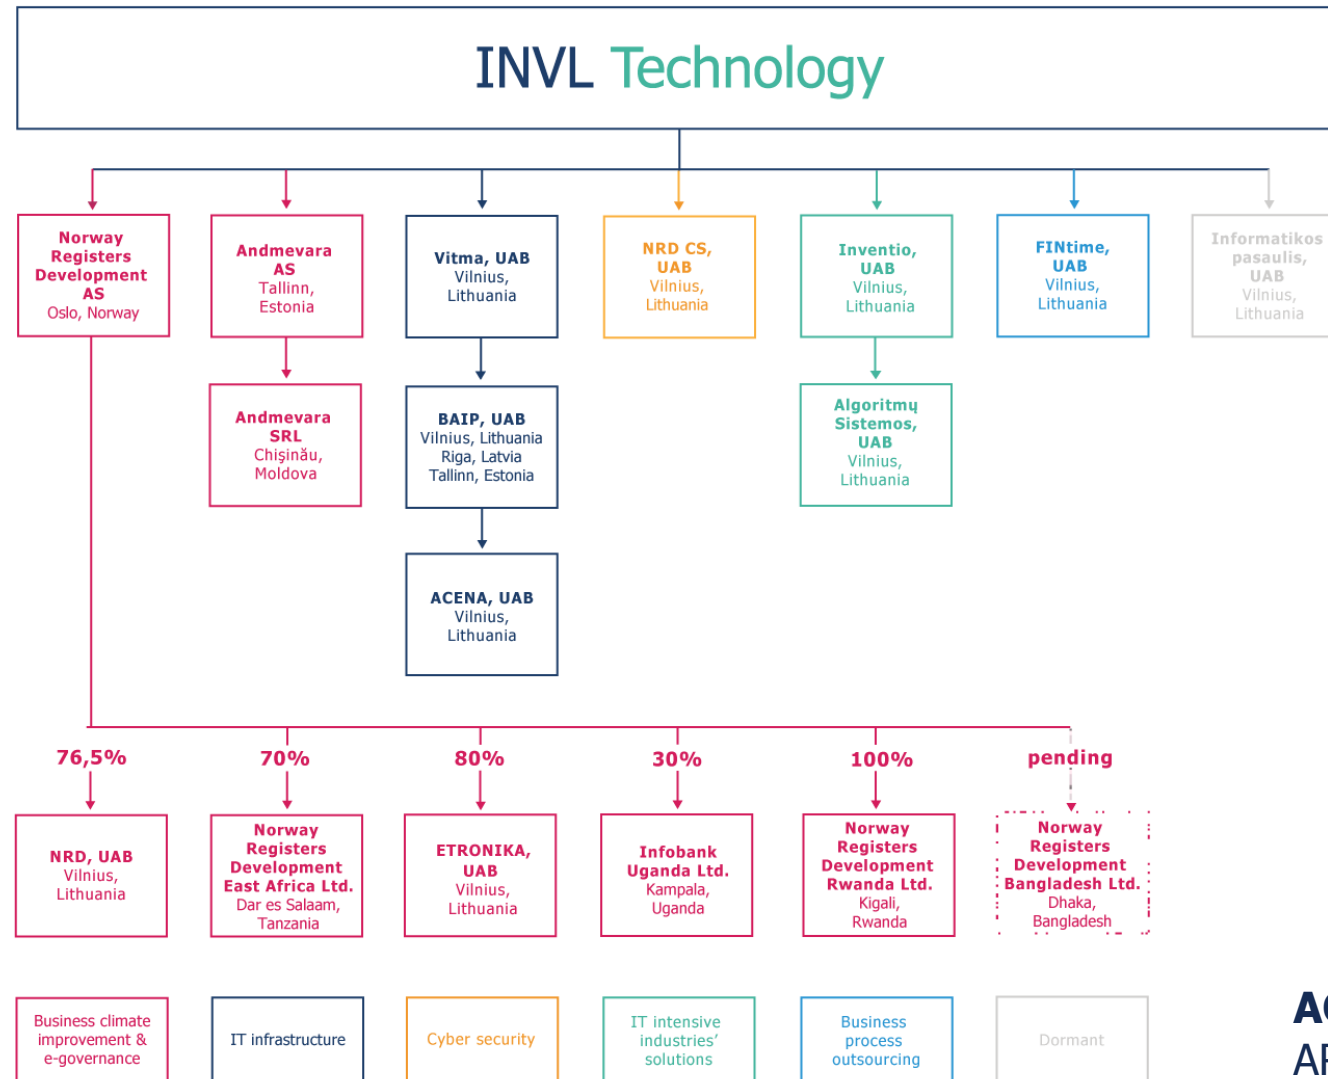 INVL Technology
Norway
Registers
Development
AS
Oslo, Norway
Andmevara
AS
Tallinn,
Estonia
Vitma, UAB
Vilnius,
Lithuania
NRD CS,
UAB
Vilnius,
Lithuania
Inventio,
UAB
Vilnius,
Lithuania
FINtime,
UAB
Vilnius,
Lithuania
Informatikos
pasaulis,
UAB
Vilnius,
Lithuania
Andmevara
SRL
Chişinău,
Moldova
BAIP, UAB
Vilnius, Lithuania
Riga, Latvia
Tallinn, Estonia
Algoritmų
Sistemos,
UAB
Vilnius,
Lithuania
ACENA, UAB
Vilnius,
Lithuania
76,5%
70%
80%
30%
100%
pending
NRD, UAB
Vilnius,
Lithuania
Norway
Registers
Development
East Africa Ltd.
Dar es Salaam,
Tanzania
ETRONIKA,
UAB
Vilnius,
Lithuania
Infobank
Uganda Ltd.
Kampala,
Uganda
Norway
Registers
Development
Rwanda Ltd.
Kigali,
Rwanda
Norway
Registers
Development
Bangladesh Ltd.
Dhaka,
Bangladesh
Business climate
improvement &
e-governance
IT infrastructure
Cyber security
IT intensive
industries’
solutions
Business
process
outsourcing
Dormant